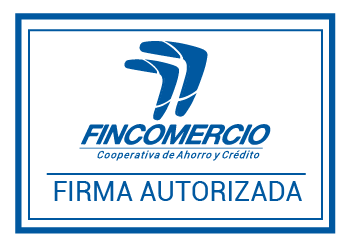 FINCOMERCIO
Cooperativa de Ahorro y Crédito
FIRMA AUTORIZADA